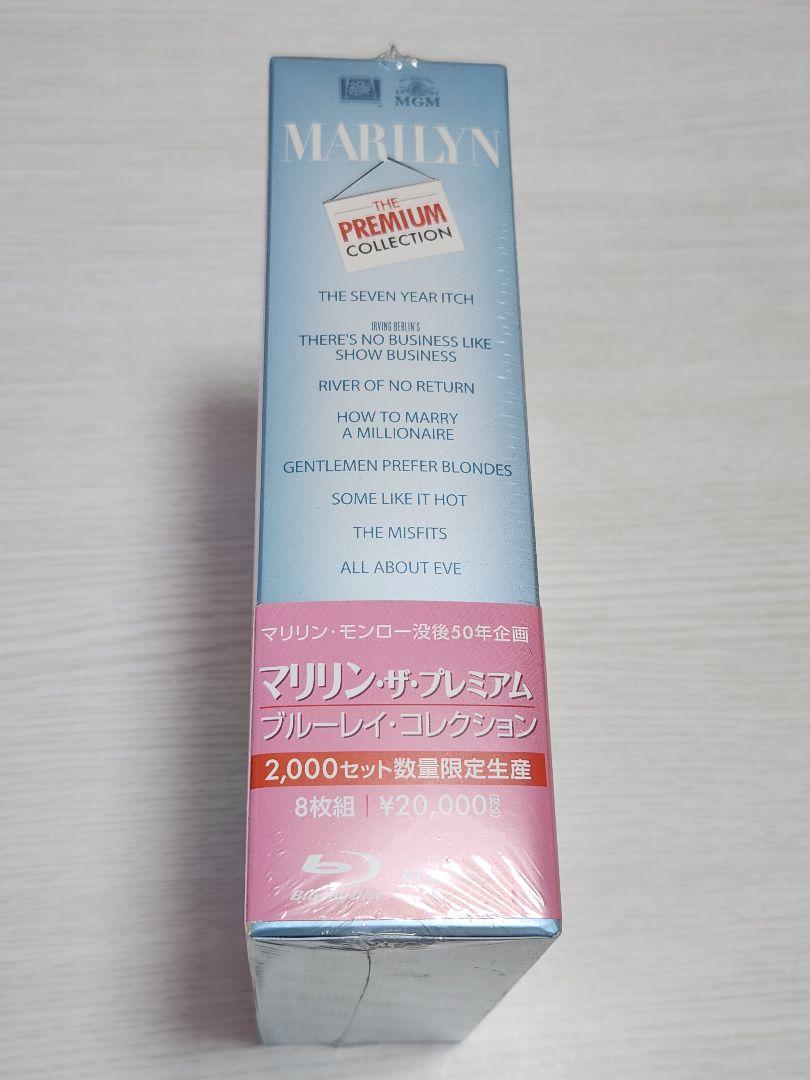 MGM
MARILYN
THE
PREMIUM
COLLECTION
THE SEVEN YEAR ITCH
IRVING BERLIN'S
THERE'S NO BUSINESS LIKE
SHOW BUSINESS
RIVER OF NO RETURN
HOW TO MARRY
A MILLIONAIRE
GENTLEMEN PREFER BLONDES
SOME LIKE IT HOT
THE MISFITS
ALL ABOUT EVE
マリリン・モンロー没後50年企画
マリリン・ザ・プレミアム
ブルーレイ・コレクション
2,000セット数量限定生産
8枚組 | ¥20,000(税込)